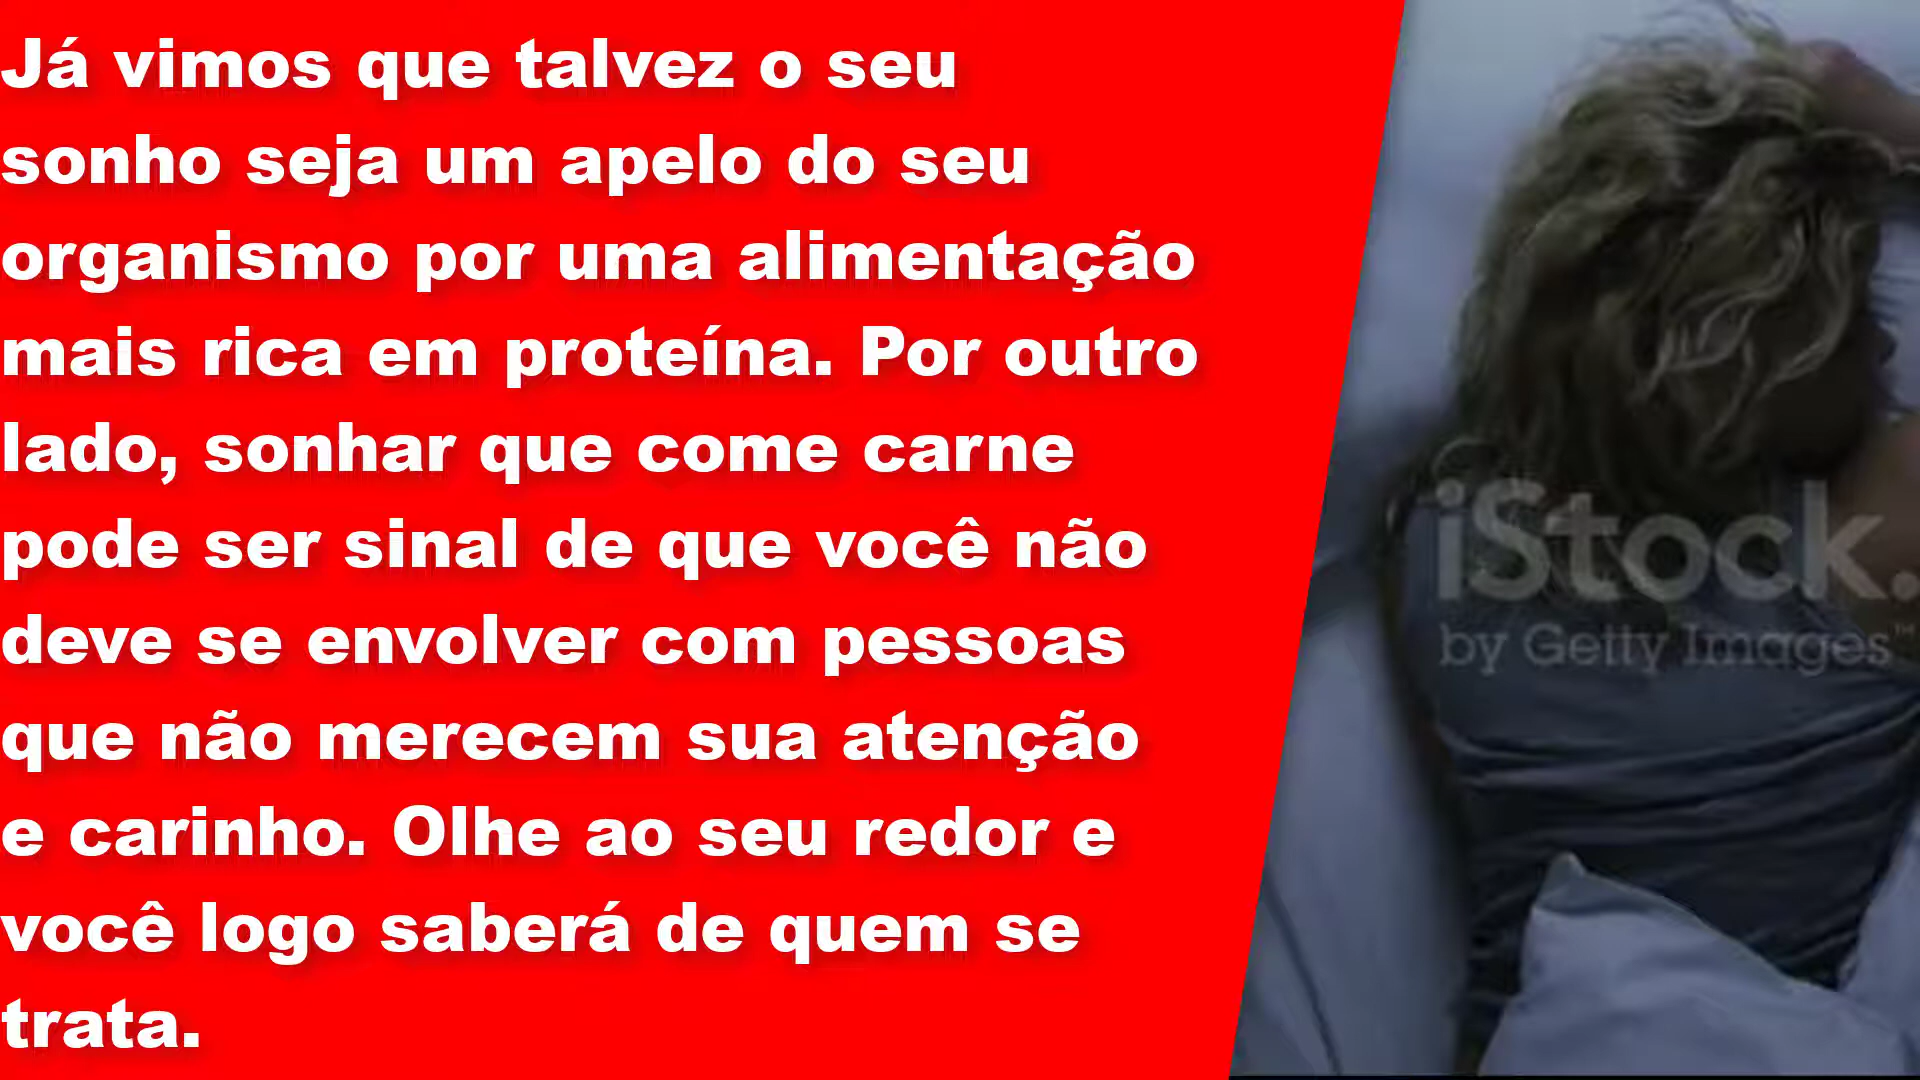 Já vimos que talvez o seu
sonho seja um apelo do seu
organismo por uma alimentação
mais rica em proteína. Por outro
lado, sonhar que come carne
pode ser sinal de que você não
deve se envolver com pessoas
que não merecem sua atenção
e carinho. Olhe ao seu redor e
você logo saberá de quem se
trata.
iStock.
by Getty Images™